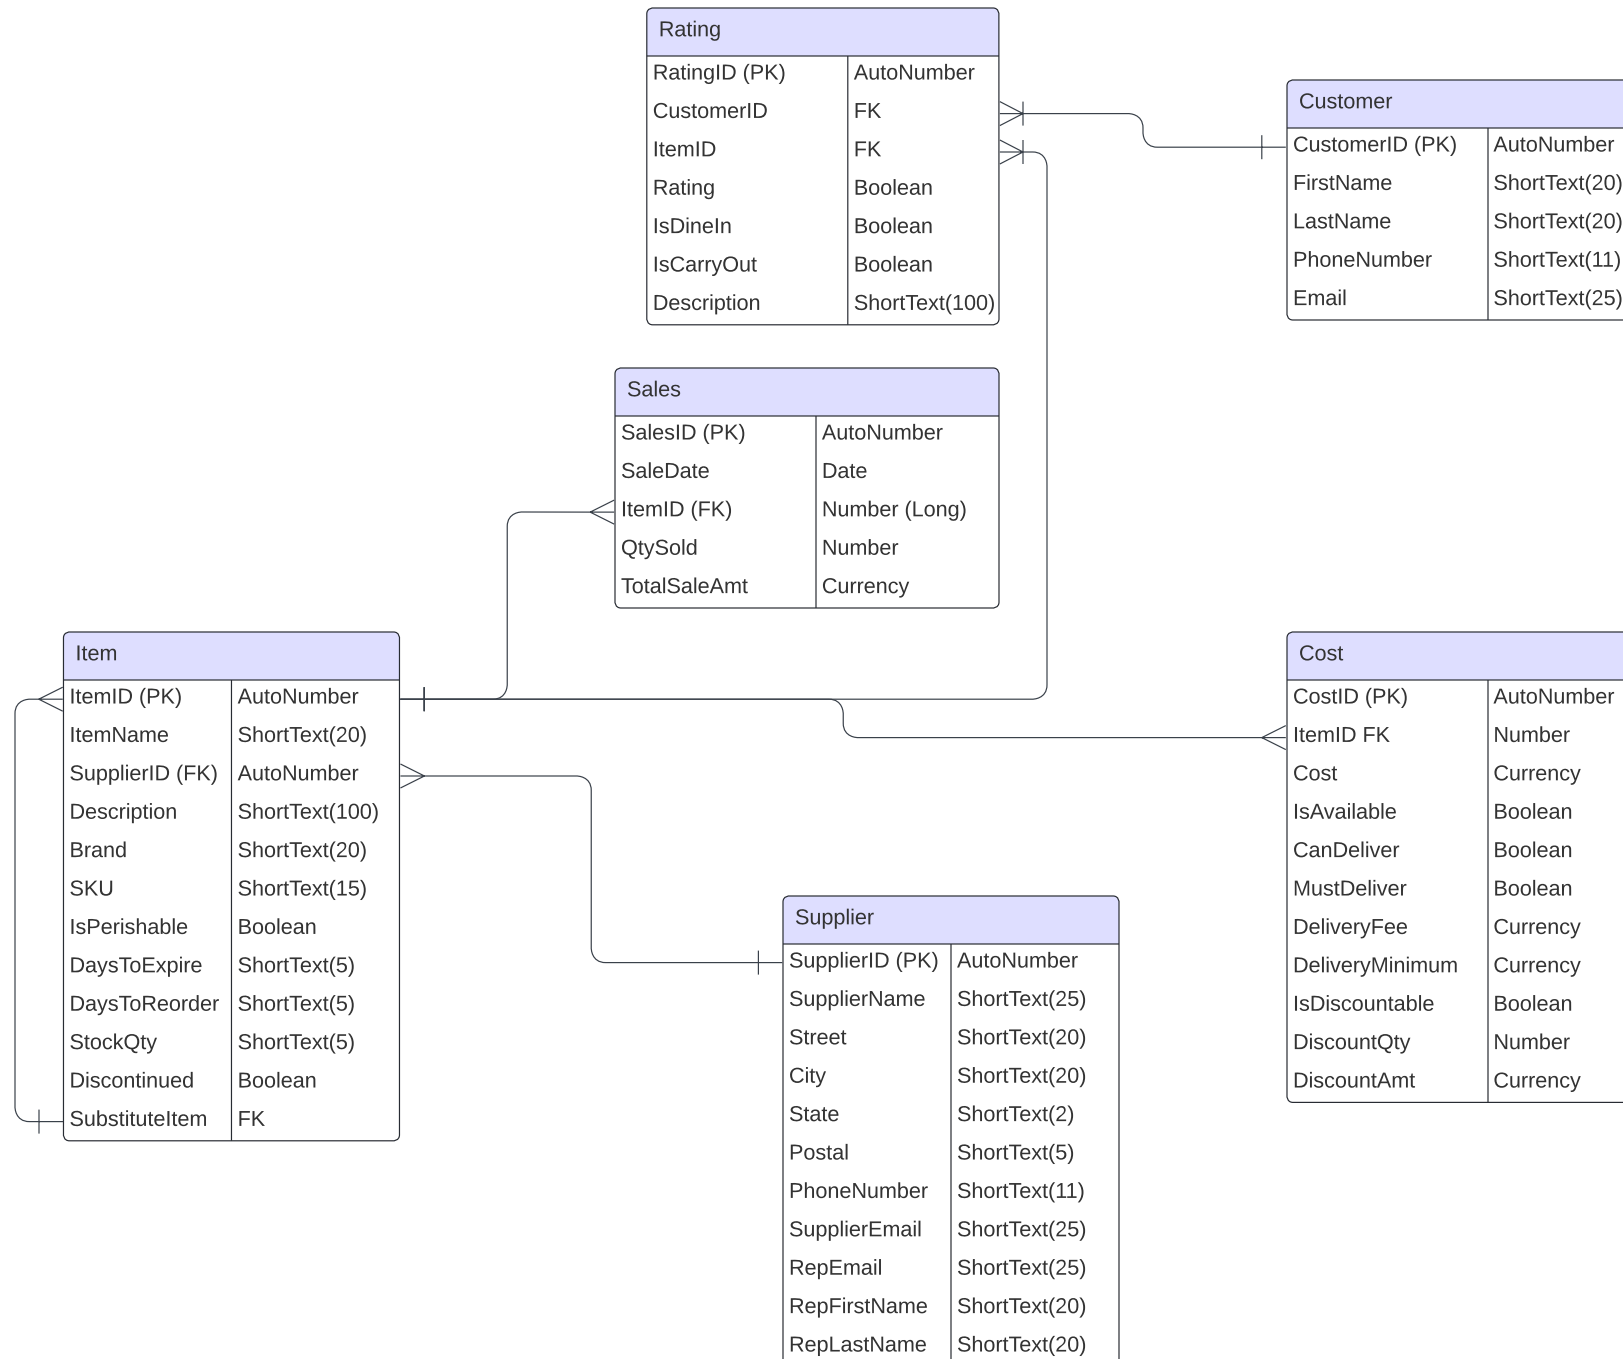 Rating
RatingID (PK) AutoNumber
CustomerID FK
ItemID FK
Rating Boolean
IsDineIn Boolean
IsCarryOut Boolean
Description ShortText(100)
Customer
CustomerID (PK) AutoNumber
FirstName ShortText(20)
LastName ShortText(20)
PhoneNumber ShortText(11)
Email ShortText(25)
Sales
SalesID (PK) AutoNumber
SaleDate Date
ItemID (FK) Number (Long)
QtySold Number
TotalSaleAmt Currency
Item
ItemID (PK) AutoNumber
ItemName ShortText(20)
SupplierID (FK) AutoNumber
Description ShortText(100)
Brand ShortText(20)
SKU ShortText(15)
IsPerishable Boolean
DaysToExpire ShortText(5)
DaysToReorder ShortText(5)
StockQty ShortText(5)
Discontinued Boolean
SubstituteItem FK
Cost
CostID (PK) AutoNumber
ItemID FK Number
Cost Currency
IsAvailable Boolean
CanDeliver Boolean
MustDeliver Boolean
DeliveryFee Currency
DeliveryMinimum Currency
IsDiscountable Boolean
DiscountQty Number
DiscountAmt Currency
Supplier
SupplierID (PK) AutoNumber
SupplierName ShortText(25)
Street ShortText(20)
City ShortText(20)
State ShortText(2)
Postal ShortText(5)
PhoneNumber ShortText(11)
SupplierEmail ShortText(25)
RepEmail ShortText(25)
RepFirstName ShortText(20)
RepLastName ShortText(20)